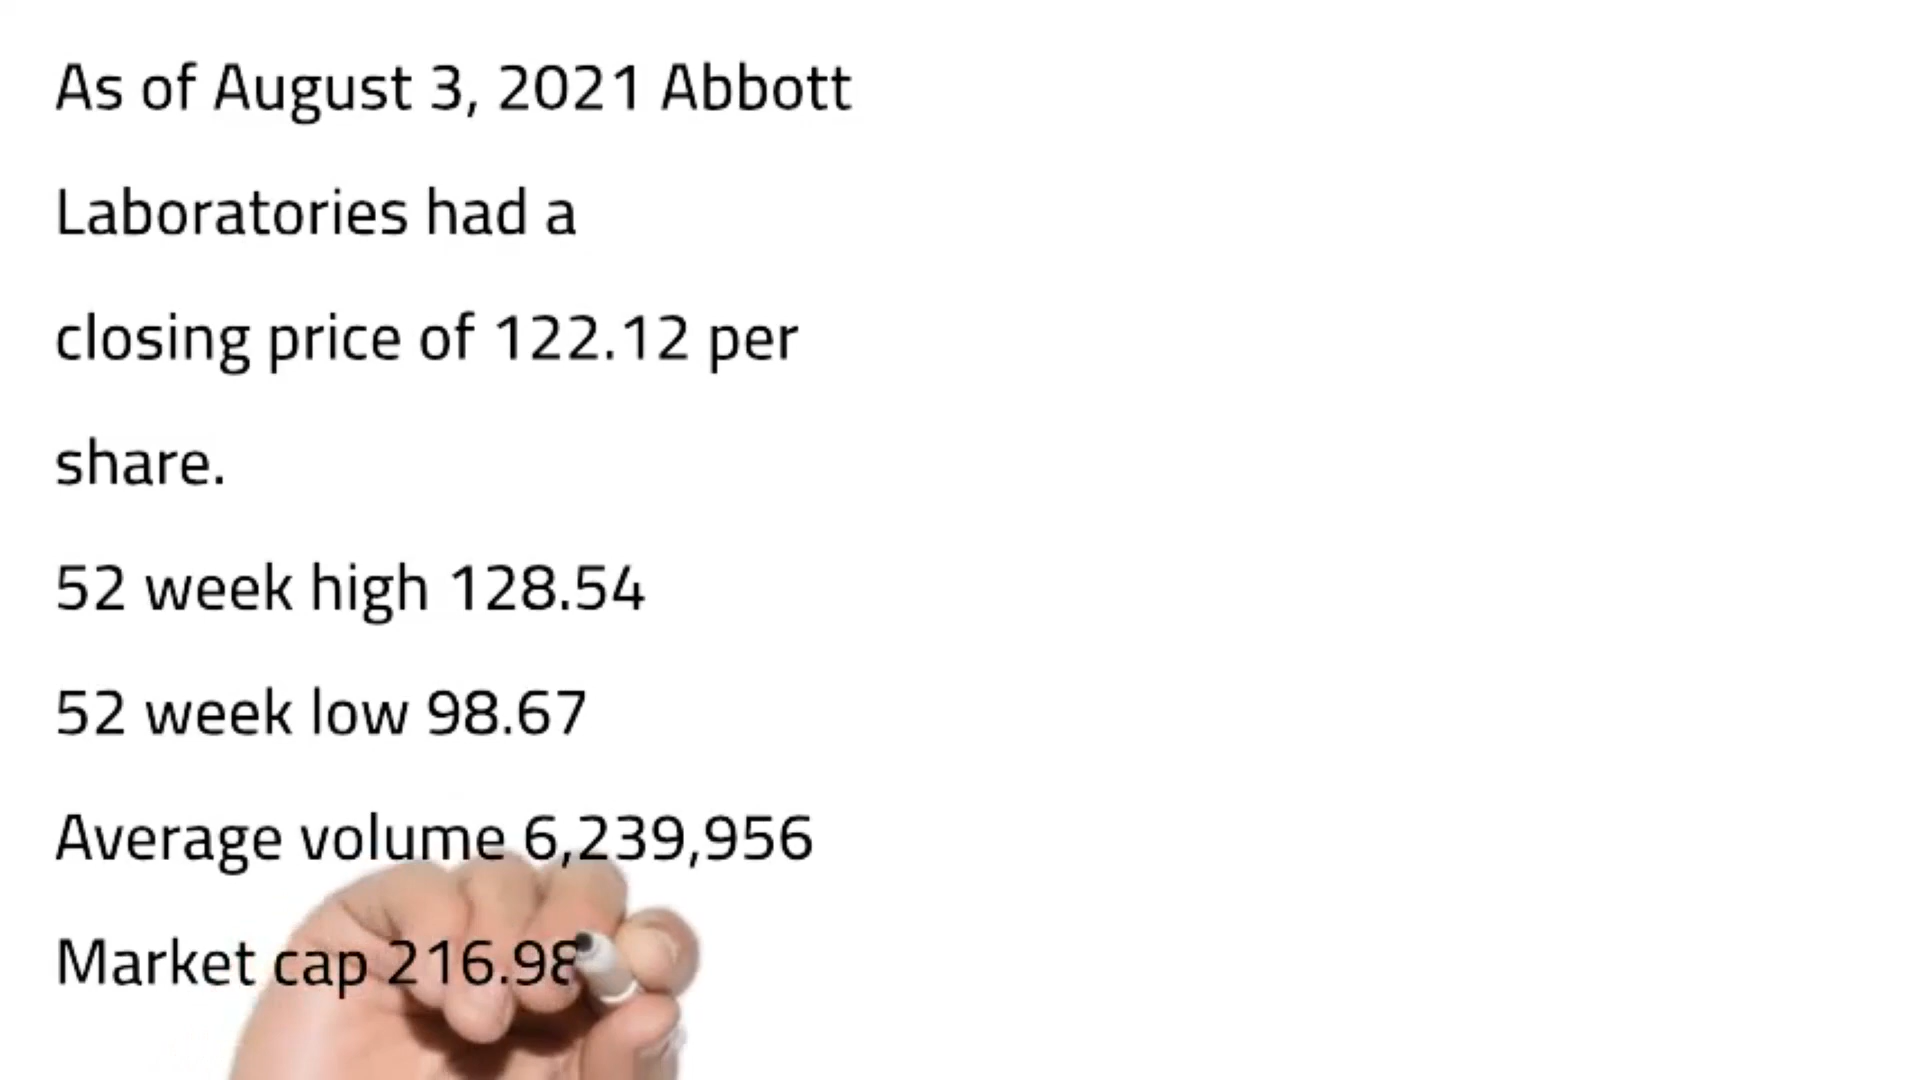 As of August 3, 2021 Abbott
Laboratories had a
closing price of 122.12 per
share.
52 week high 128.54
52 week low 98.67
Average volume 6,239,956
Market cap 216.98